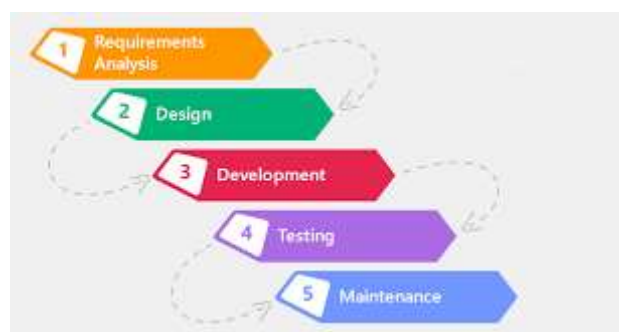 1
Requirements
Analysis
2
Design
3
Development
4
Testing
5
Maintenance